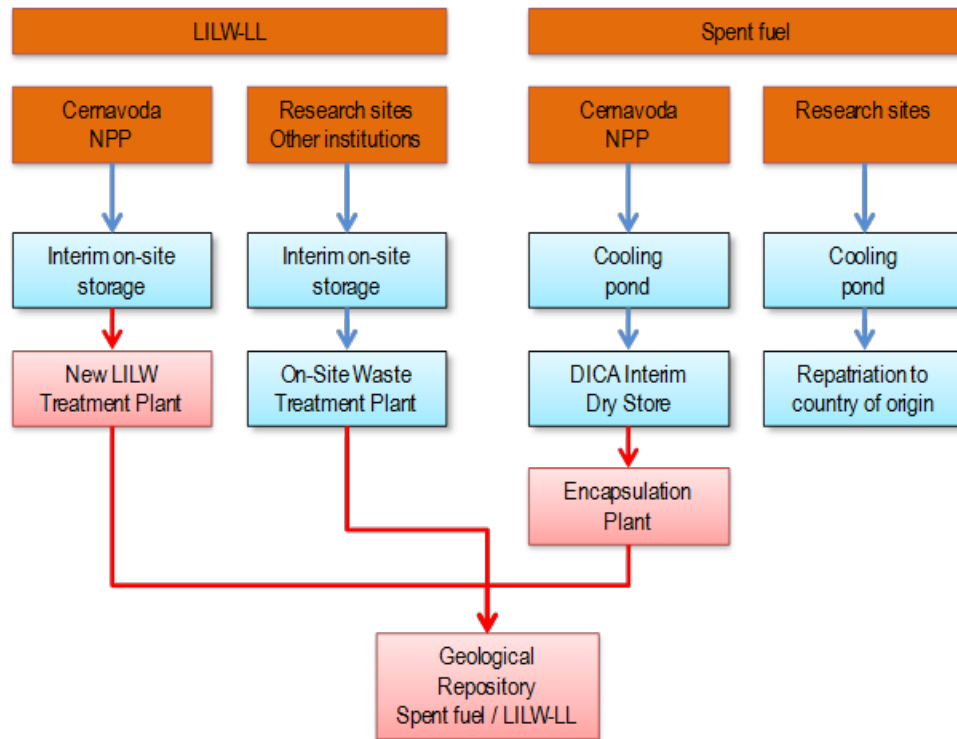 LILW-LL
Spent fuel
Cernavoda
NPP
Research sites
Other institutions
Cernavoda
NPP
Research sites
Interim on-site
storage
Interim on-site
storage
Cooling
pond
Cooling
pond
New LILW
Treatment Plant
On-Site Waste
Treatment Plant
DICA Interim
Dry Store
Repatriation to
country of origin
Encapsulation
Plant
Geological
Repository
Spent fuel / LILW-LL